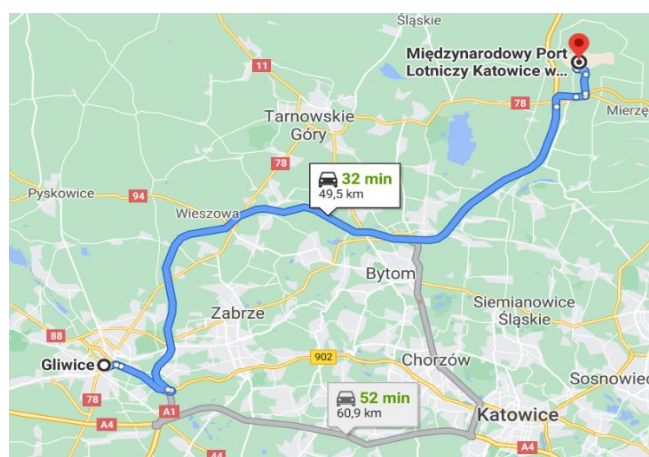 Śląskie
Międzynarodowy Port
Lotniczy Katowice w...
11
78
Mierzę
Tarnowskie
Góry
78
32 min
49,5 km
Pyskowice
94
Wieszowa
Bytom
Siemianowice
Śląskie
Zabrze
88
Gliwice
902
Chorzów
Sosnowiec
78
52 min
60,9 km
A1
Katowice
A4
44
A4